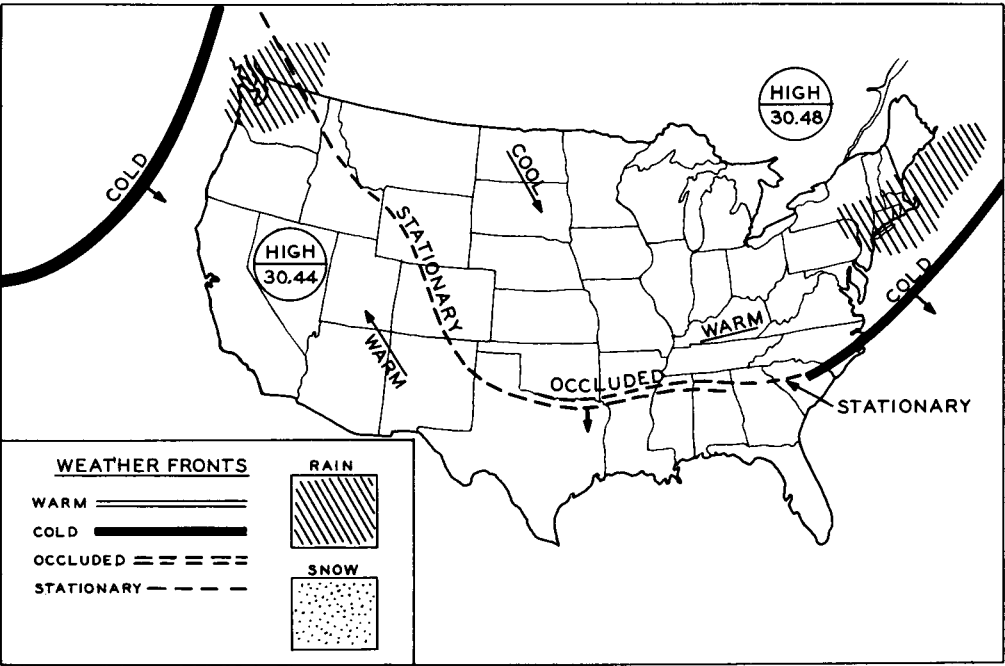 HIGH
30.48
COLD
COOL
STATIONARY
HIGH
30.44
COLD
WARM
WARM
OCCLUDED
STATIONARY
WEATHER FRONTS
WARM
COLD
OCCLUDED
STATIONARY
RAIN
SNOW